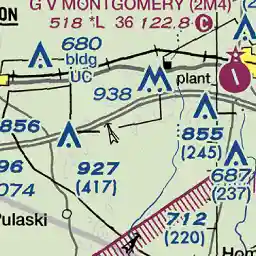 G V MONTGOMERY (2M4)
ON
518 *L 36 122.8 C
680
bldg
UC
plant
938
856
855
(245)
96
927
074
(417)
687
(237)
Pulaski
712
(220)